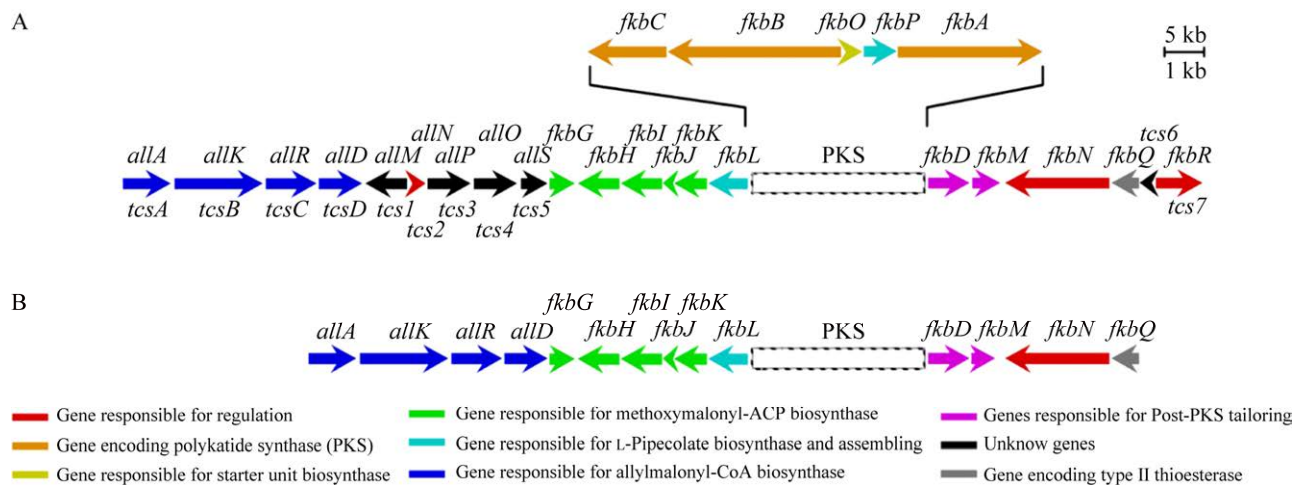 A
fkbC fkbB fkbO fkbP fkbA
5 kb
1 kb
allN allO fkbG fkbI fkbK tcs6
allA allK allR allD allM allP allS fkbH fkbJ fkbL PKS fkbD fkbM fkbN fkbQ fkbR
tcsA tcsB tcsC tcsD tcs1 tcs3 tcs5 tcs7
tcs2 tcs4
B
fkbG fkbI fkbK
allA allK allR allD fkbH fkbJ fkbL PKS fkbD fkbM fkbN fkbQ
Gene responsible for regulation
Gene encoding polykatide synthase (PKS)
Gene responsible for starter unit biosynthase
Gene responsible for methoxymalonyl-ACP biosynthase
Gene responsible for L-Pipecolate biosynthase and assembling
Gene responsible for allylmalonyl-CoA biosynthase
Genes responsible for Post-PKS tailoring
Unknow genes
Gene encoding type II thioesterase